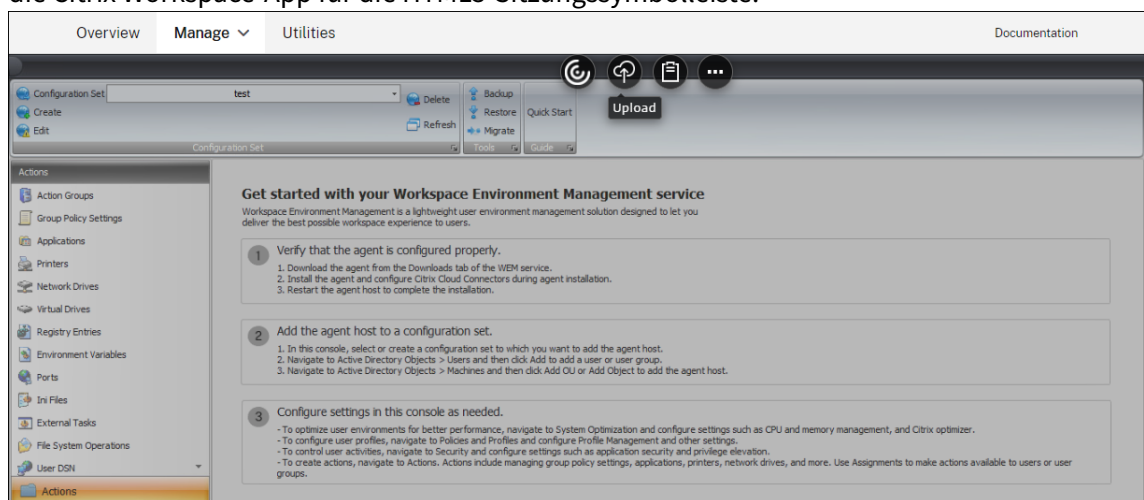 die Citrix Workspace-App für die HTML5-Sitzungssymbolleiste.
Overview Manage Utilities Documentation
Configuration Set test
Create
Edit
Delete
Refresh
Configuration Set
Backup
Restore
Migrate
Tools
Quick Start
Guide
Upload
Actions
Action Groups
Group Policy Settings
Applications
Printers
Network Drives
Virtual Drives
Registry Entries
Environment Variables
Ports
Ini Files
External Tasks
File System Operations
User DSN
Actions
Get started with your Workspace Environment Management service
Workspace Environment Management is a lightweight user environment management solution designed to let you
deliver the best possible workspace experience to users.
1 Verify that the agent is configured properly.
1. Download the agent from the Downloads tab of the WEM service.
2. Install the agent and configure Citrix Cloud Connectors during agent installation.
3. Restart the agent host to complete the installation.
2 Add the agent host to a configuration set.
1. In this console, select or create a configuration set to which you want to add the agent host.
2. Navigate to Active Directory Objects > Users and then click Add to add a user or user group.
3. Navigate to Active Directory Objects > Machines and then click Add OU or Add Object to add the agent host.
3 Configure settings in this console as needed.
- To optimize user environments for better performance, navigate to System Optimization and configure settings such as CPU and memory management, and Citrix optimizer.
- To configure user profiles, navigate to Policies and Profiles and configure Profile Management and other settings.
- To control user activities, navigate to Security and configure settings such as application security and privilege elevation.
- To create actions, navigate to Actions. Actions include managing group policy settings, applications, printers, network drives, and more. Use Assignments to make actions available to users or user
groups.